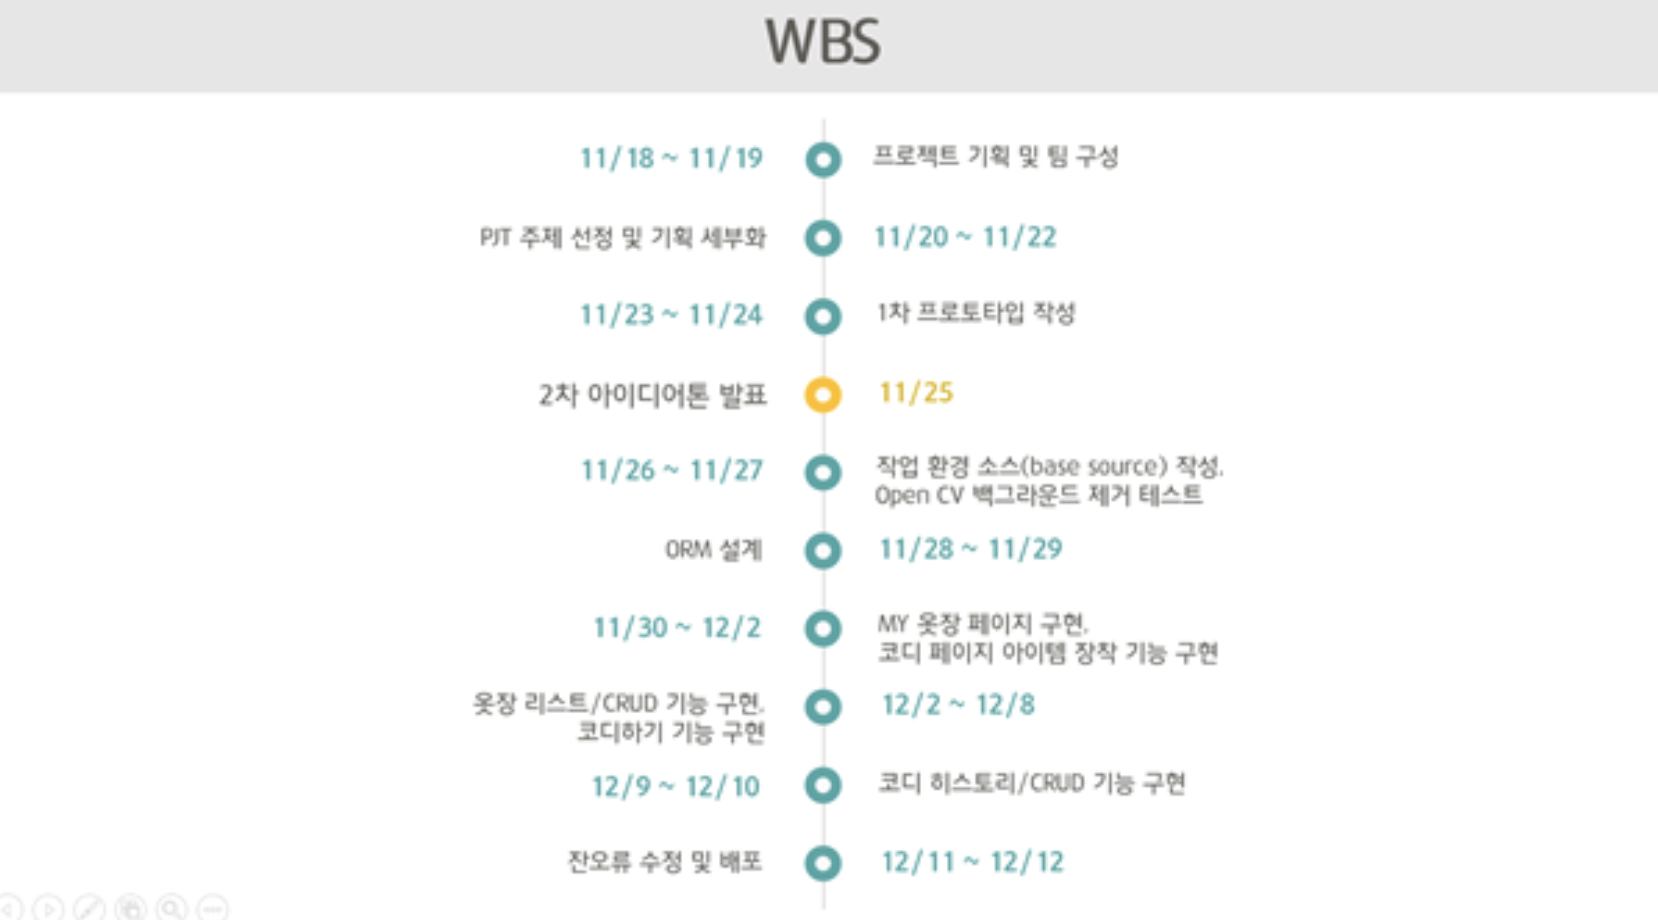 WBS
11/18 ~ 11/19
프로젝트 기획 및 팀 구성
PJT 주제 선정 및 기획 세부화
11/20 ~ 11/22
11/23 ~ 11/24
1차 프로토타입 작성
2차 아이디어톤 발표
11/25
11/26 ~ 11/27
작업 환경 소스(base source) 작성,
Open CV 백그라운드 제거 테스트
ORM 설계
11/28 ~ 11/29
11/30 ~ 12/2
MY 옷장 페이지 구현,
코디 페이지 아이템 장착 기능 구현
옷장 리스트/CRUD 기능 구현,
코디하기 기능 구현
12/2 ~ 12/8
12/9 ~ 12/10
코디 히스토리/CRUD 기능 구현
잔오류 수정 및 배포
12/11 ~ 12/12